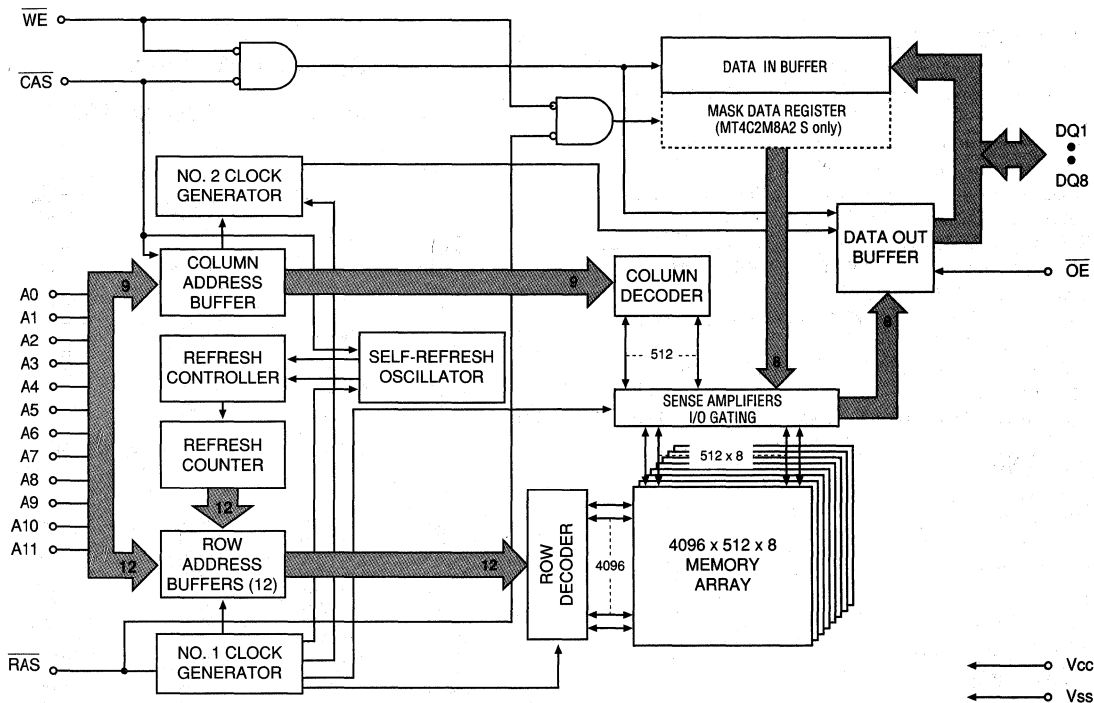 WE
CAS
DATA IN BUFFER
MASK DATA REGISTER
(MT4C2M8A2 S only)
DQ1
DQ8
NO. 2 CLOCK
GENERATOR
DATA OUT
BUFFER
OE
9
COLUMN
ADDRESS
BUFFER
9
COLUMN
DECODER
A0
A1
A2
A3
A4
A5
A6
A7
A8
A9
A10
A11
8
512
8
REFRESH
CONTROLLER
SELF-REFRESH
OSCILLATOR
SENSE AMPLIFIERS
I/O GATING
REFRESH
COUNTER
512 x 8
12
12
ROW
ADDRESS
BUFFERS (12)
12
ROW
DECODER
4096
4096 x 512 x 8
MEMORY
ARRAY
RAS
NO. 1 CLOCK
GENERATOR
Vcc
Vss